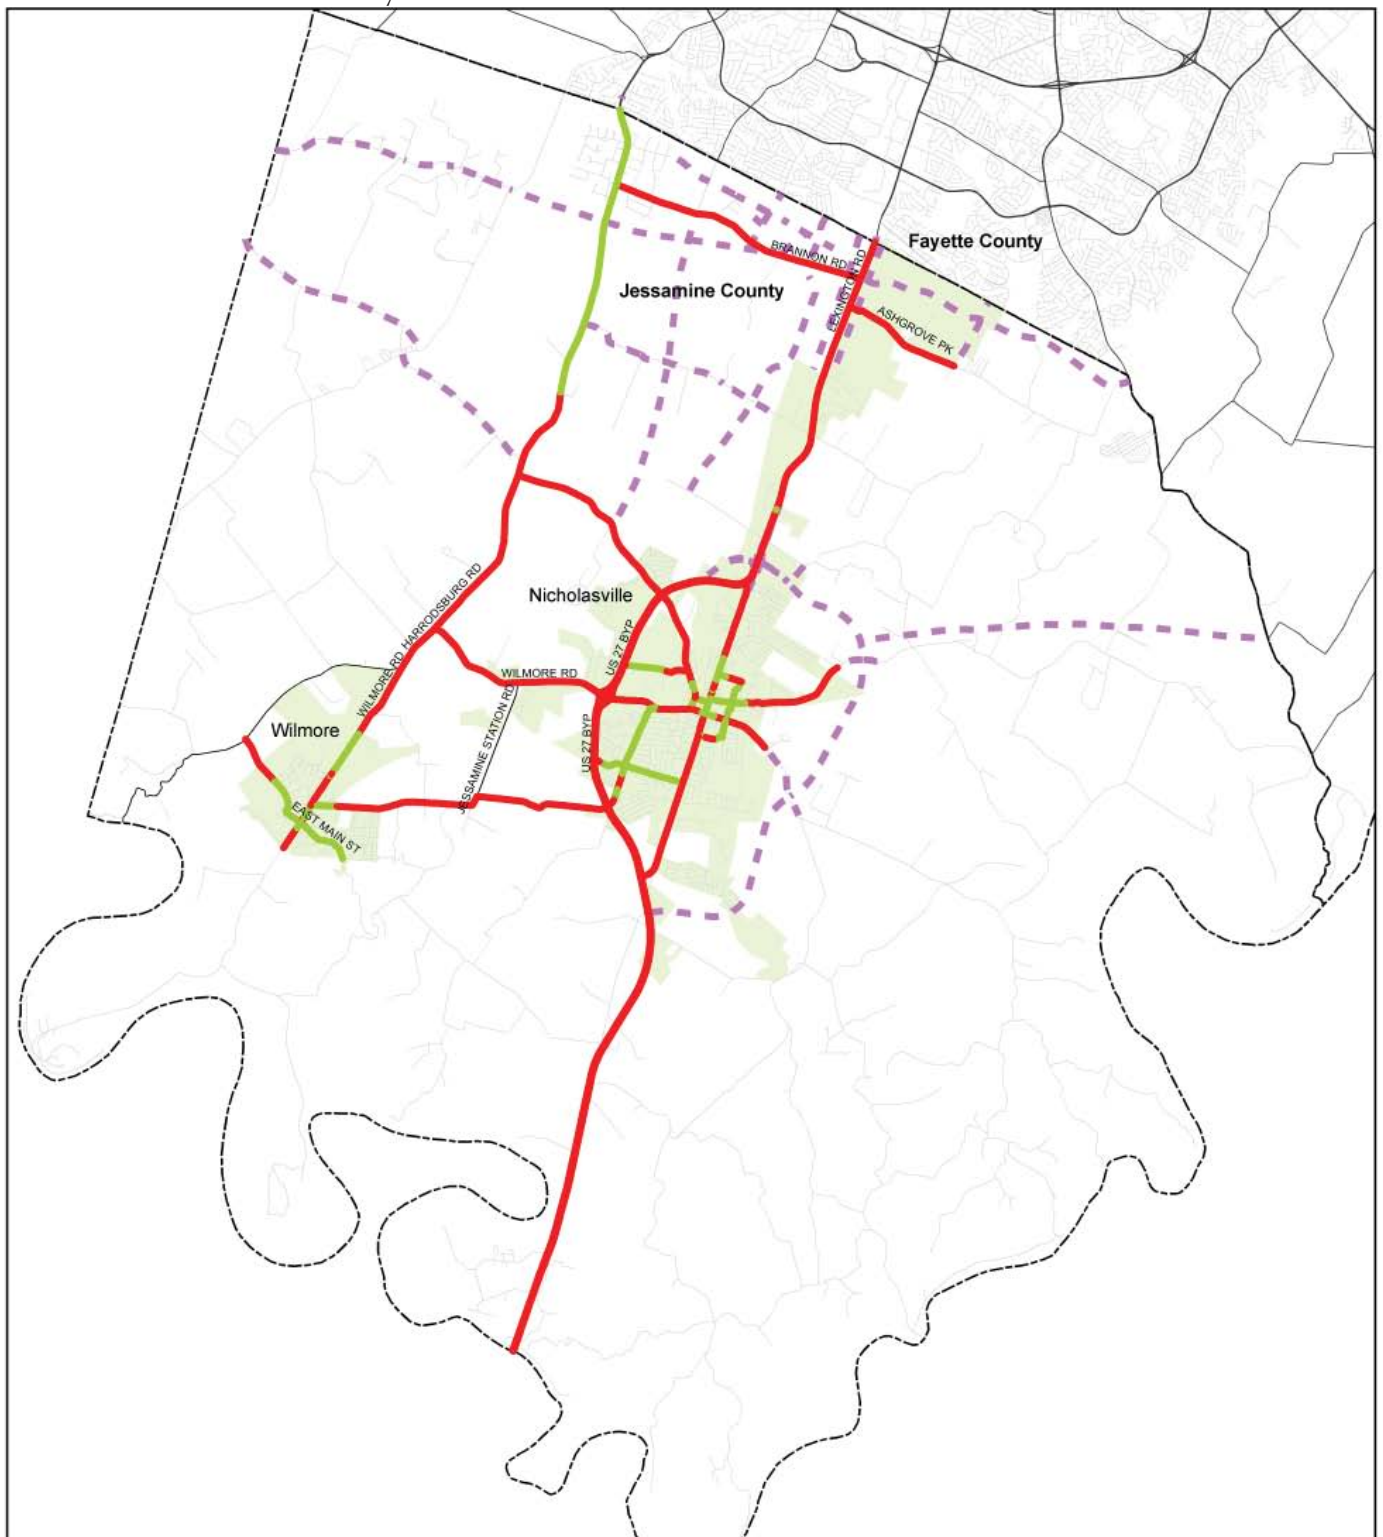 Fayette County
BRANNON RD
LEXINGTON RD
Jessamine County
ASHGROVE PK
HARRODSBURG RD
Nicholasville
US 27 BYP
WILMORE RD
WILMORE RD
JESSAMINE STATION RD
Wilmore
US 27 BYP
EAST MAIN ST